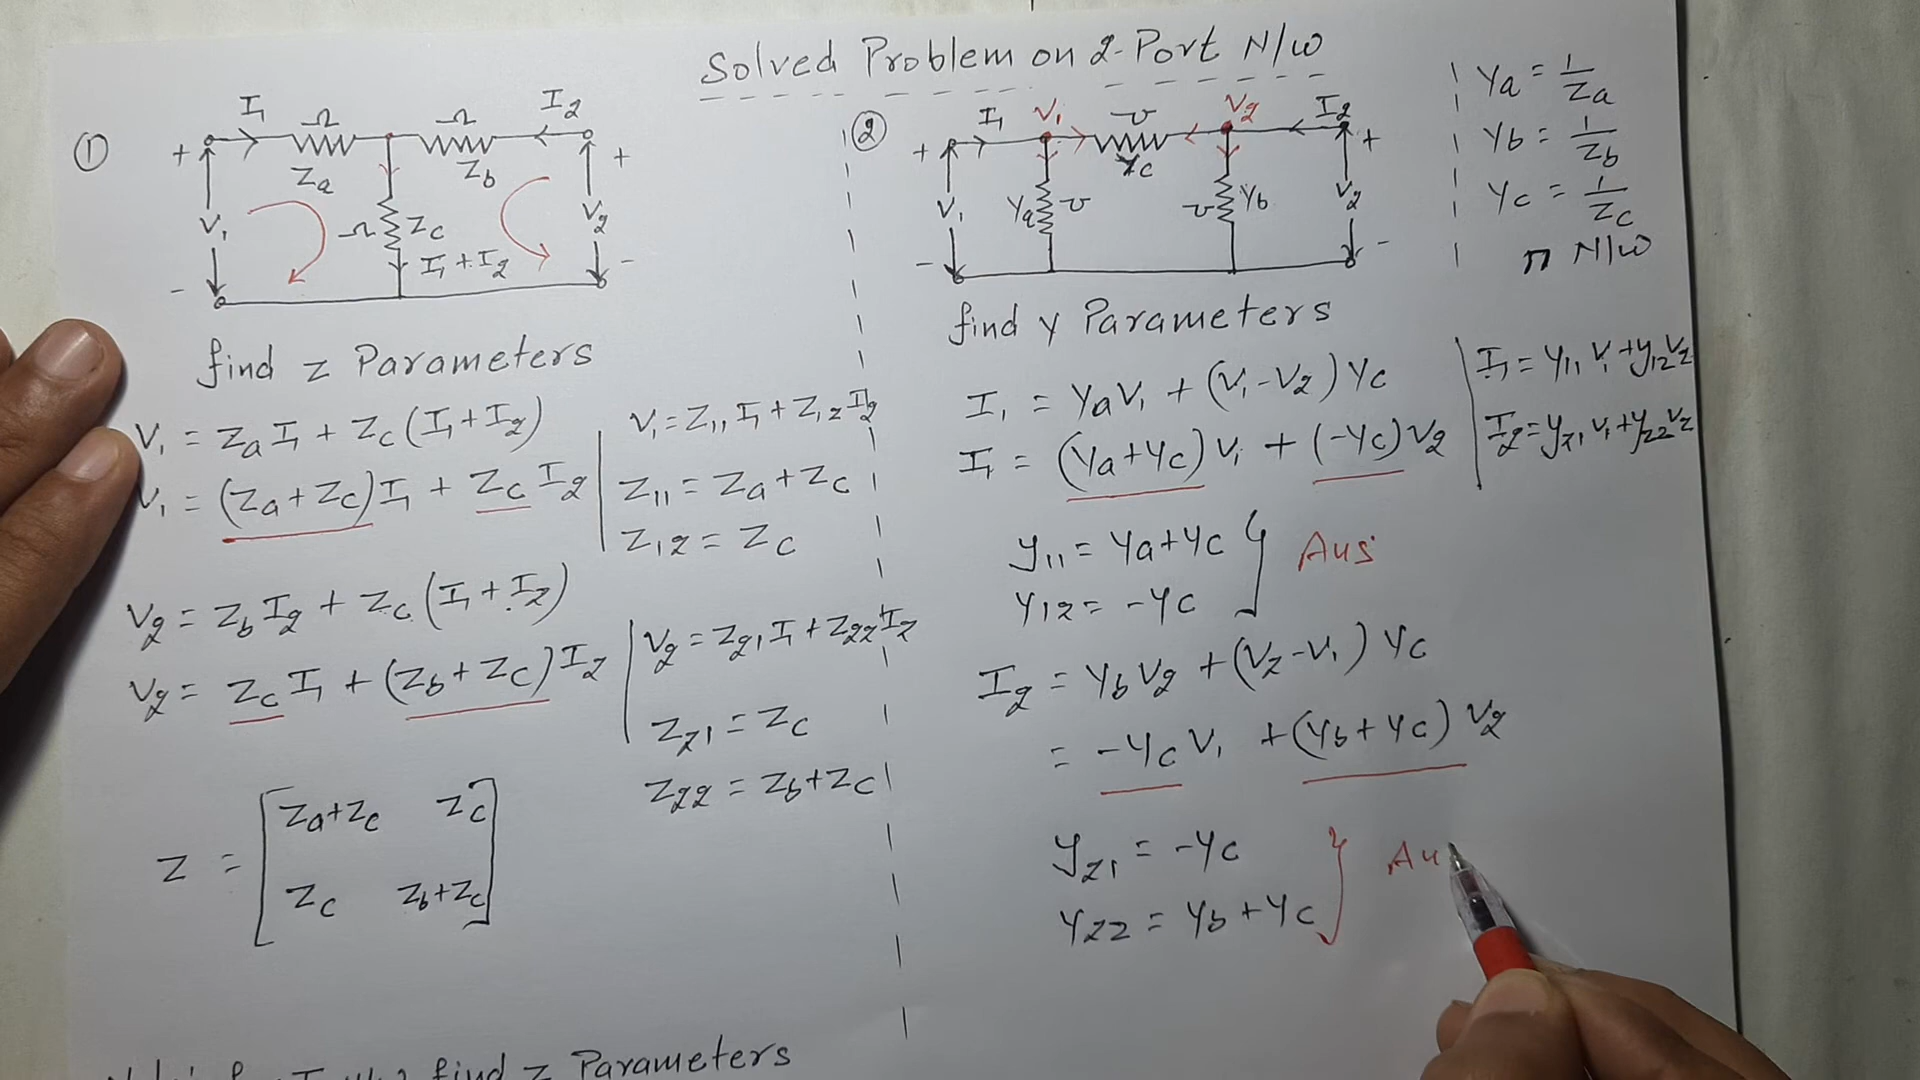 Solved Problem on 2-Port N/W
①
I₁ Ω Ω I₂
+ Za Zb +
V₁ Ω Zc V₂
- I₁ + I₂ -
find z Parameters
V₁ = Za I₁ + Zc (I₁ + I₂)
V₁ = (Za + Zc) I₁ + Zc I₂
V₁ = Z₁₁ I₁ + Z₁₂ I₂
Z₁₁ = Za + Zc
Z₁₂ = Zc
V₂ = Zb I₂ + Zc (I₁ + I₂)
V₂ = Zc I₁ + (Zb + Zc) I₂
V₂ = Z₂₁ I₁ + Z₂₂ I₂
Z₂₁ = Zc
Z₂₂ = Zb + Zc
Z = [ Za + Zc Zc
Zc Zb + Zc ]
find z Parameters
②
I₁ V₁ ℧ V₂ I₂
+ Yc +
V₁ Ya ℧ ℧ Yb V₂
- -
Ya = 1/Za
Yb = 1/Zb
Yc = 1/Zc
π N/W
find y Parameters
I₁ = Ya V₁ + (V₁ - V₂) Yc
I₁ = (Ya + Yc) V₁ + (-Yc) V₂
I₁ = Y₁₁ V₁ + Y₁₂ V₂
I₂ = Y₂₁ V₁ + Y₂₂ V₂
Y₁₁ = Ya + Yc
Y₁₂ = -Yc
} Ans
I₂ = Yb V₂ + (V₂ - V₁) Yc
= -Yc V₁ + (Yb + Yc) V₂
Y₂₁ = -Yc
Y₂₂ = Yb + Yc
} An